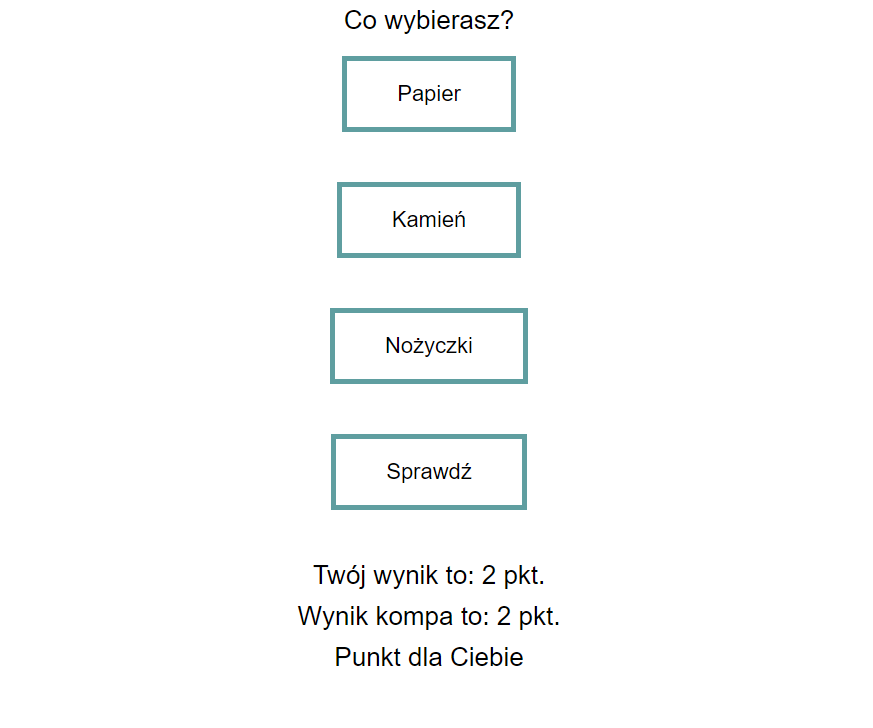 Co wybierasz?
Papier
Kamień
Nożyczki
Sprawdź
Twój wynik to: 2 pkt.
Wynik kompa to: 2 pkt.
Punkt dla Ciebie